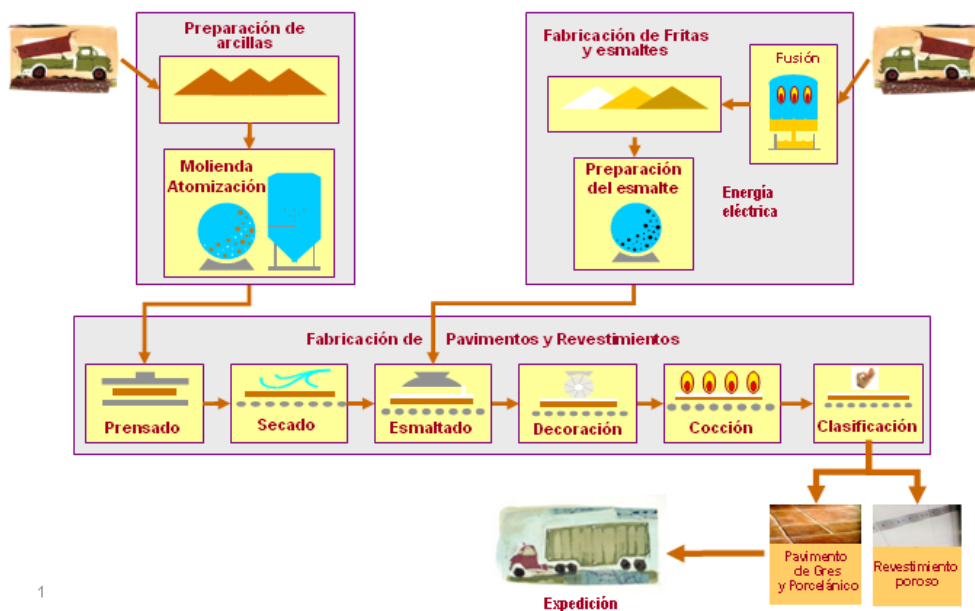 Preparación de
arcillas
Molienda
Atomización
Fabricación de Fritas
y esmaltes
Fusión
Preparación
del esmalte
Energía
eléctrica
Fabricación de Pavimentos y Revestimientos
Prensado
Secado
Esmaltado
Decoración
Cocción
Clasificación
Pavimento
de Gres
y Porcelánico
Revestimiento
poroso
Expedición
1